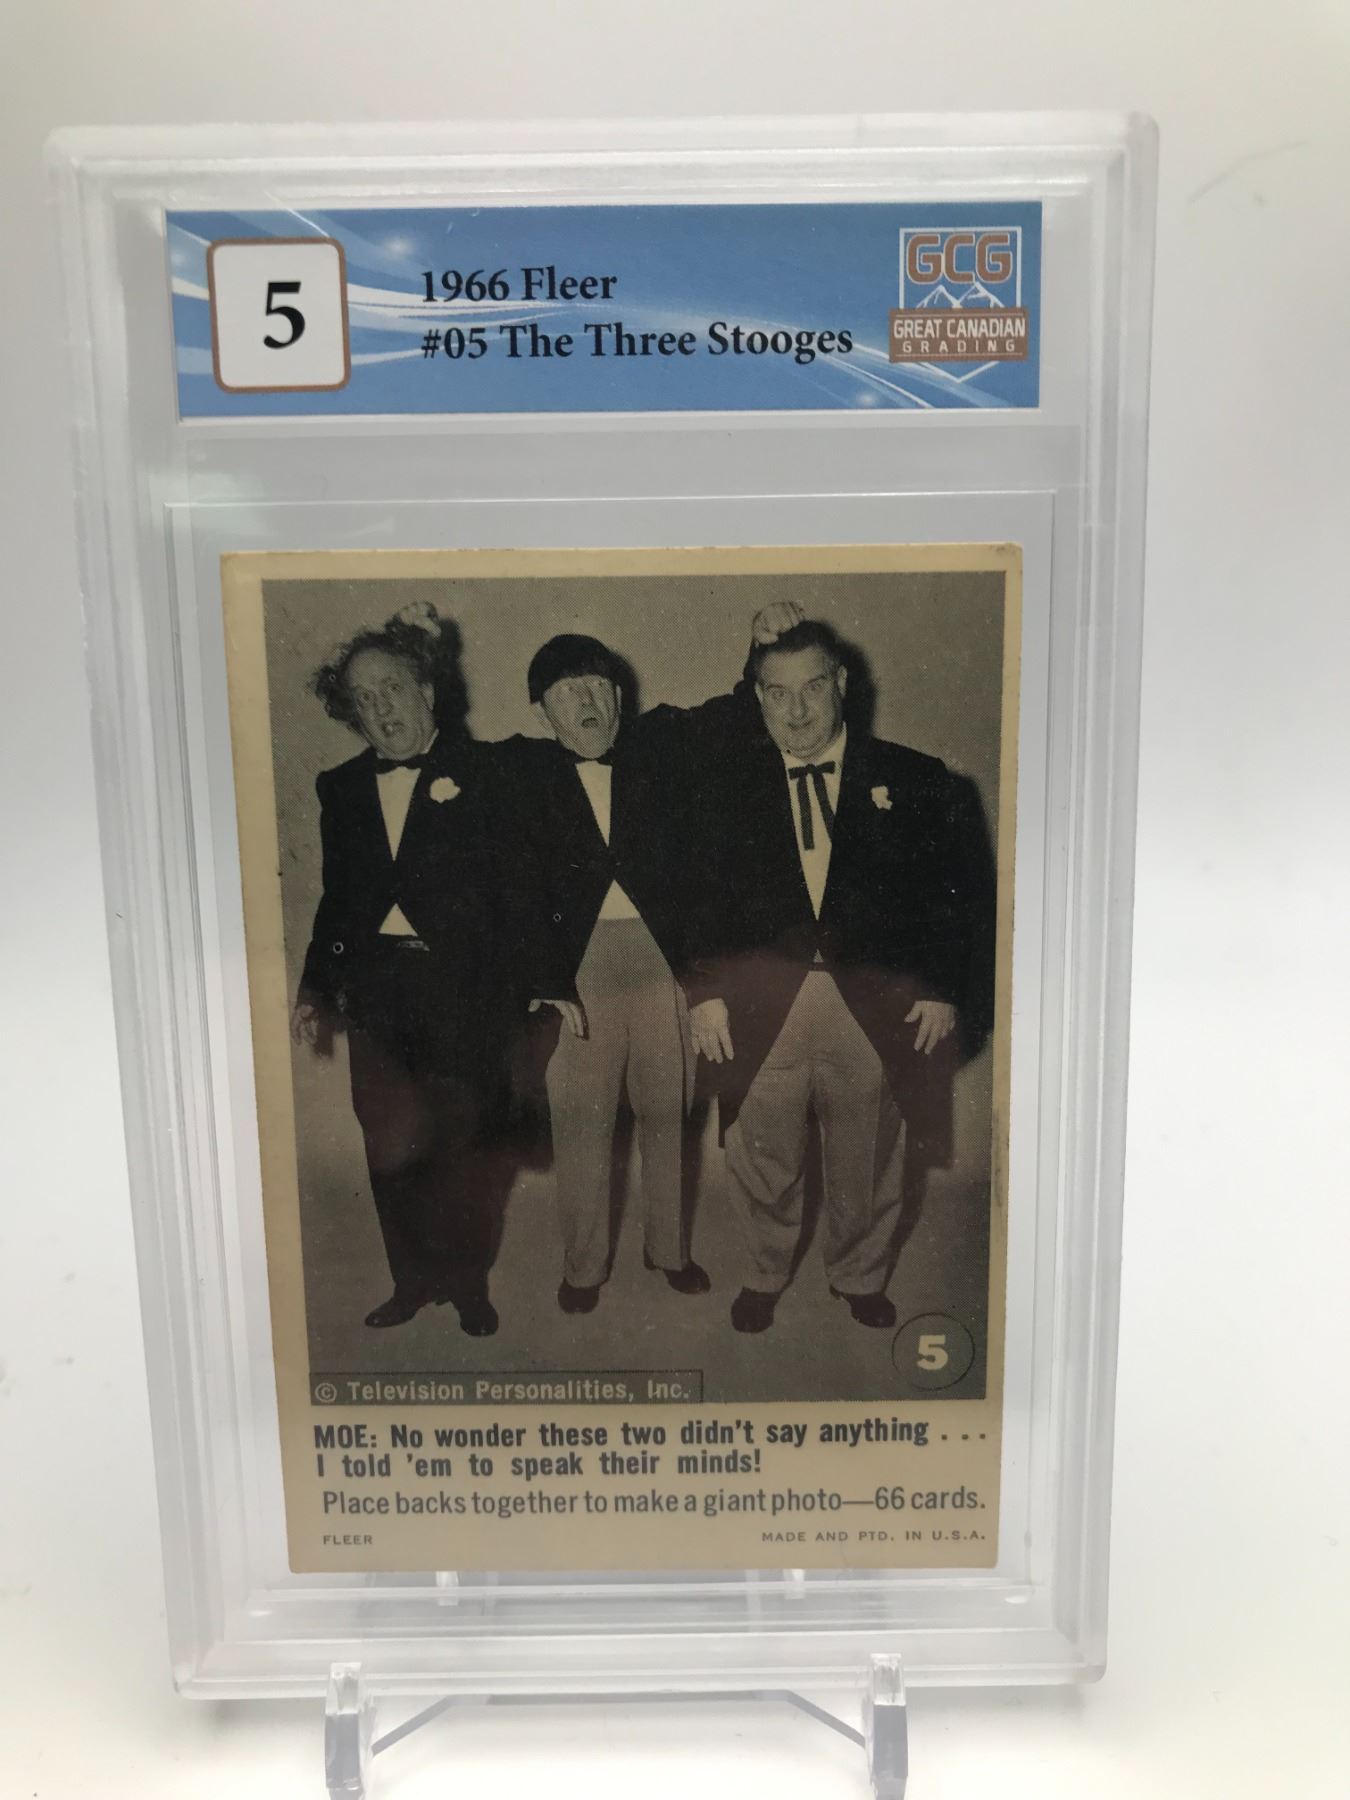 5
1966 Fleer
#05 The Three Stooges
GCG
GREAT CANADIAN
GRADING
5
© Television Personalities, Inc.
MOE: No wonder these two didn't say anything . . .
I told 'em to speak their minds!
Place backs together to make a giant photo—66 cards.
FLEER
MADE AND PTD. IN U.S.A.